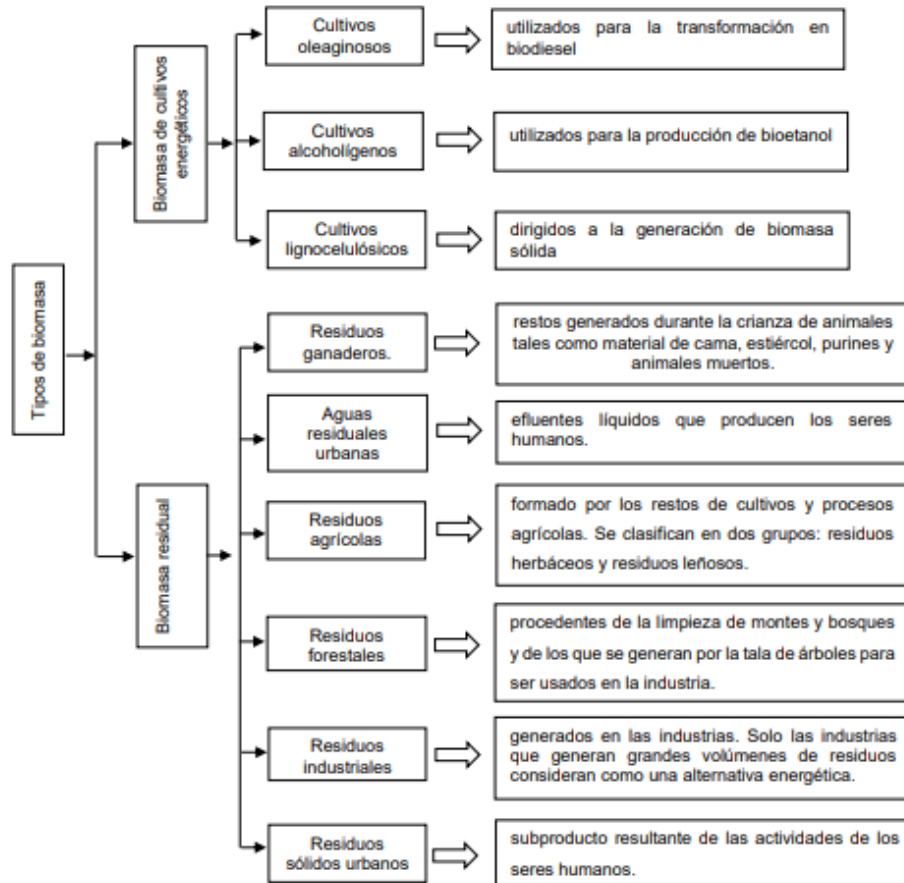 Tipos de biomasa
Biomasa de cultivos
energéticos
Cultivos
oleaginosos
utilizados para la transformación en
biodiesel
Cultivos
alcoholígenos
utilizados para la producción de bioetanol
Cultivos
lignocelulósicos
dirigidos a la generación de biomasa
sólida
Biomasa residual
Residuos
ganaderos.
restos generados durante la crianza de animales
tales como material de cama, estiércol, purines y
animales muertos.
Aguas
residuales
urbanas
efluentes líquidos que producen los seres
humanos.
Residuos
agrícolas
formado por los restos de cultivos y procesos
agrícolas. Se clasifican en dos grupos: residuos
herbáceos y residuos leñosos.
Residuos
forestales
procedentes de la limpieza de montes y bosques
y de los que se generan por la tala de árboles para
ser usados en la industria.
Residuos
industriales
generados en las industrias. Solo las industrias
que generan grandes volúmenes de residuos
consideran como una alternativa energética.
Residuos
sólidos urbanos
subproducto resultante de las actividades de los
seres humanos.